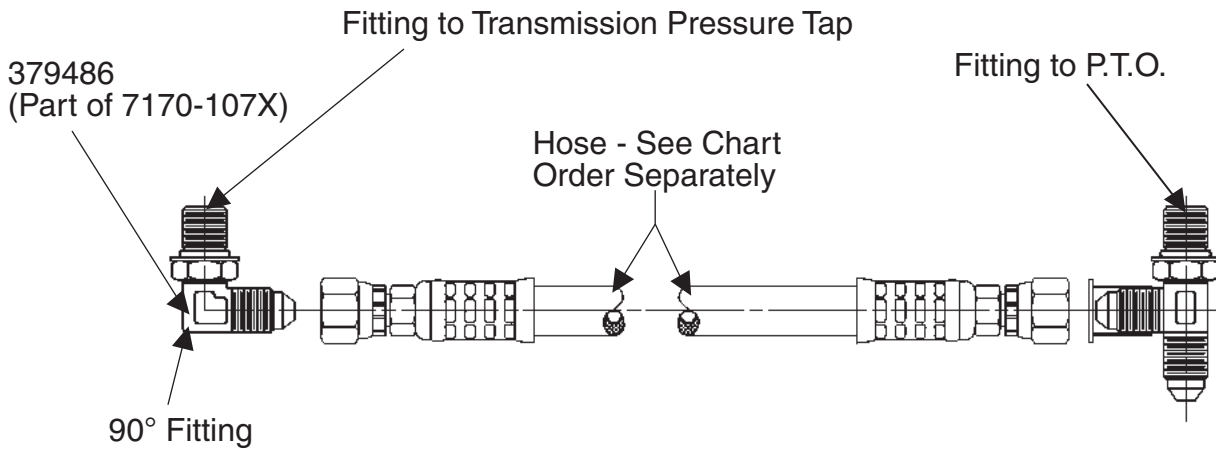 Fitting to Transmission Pressure Tap
379486
(Part of 7170-107X)
Fitting to P.T.O.
Hose - See Chart
Order Separately
90° Fitting